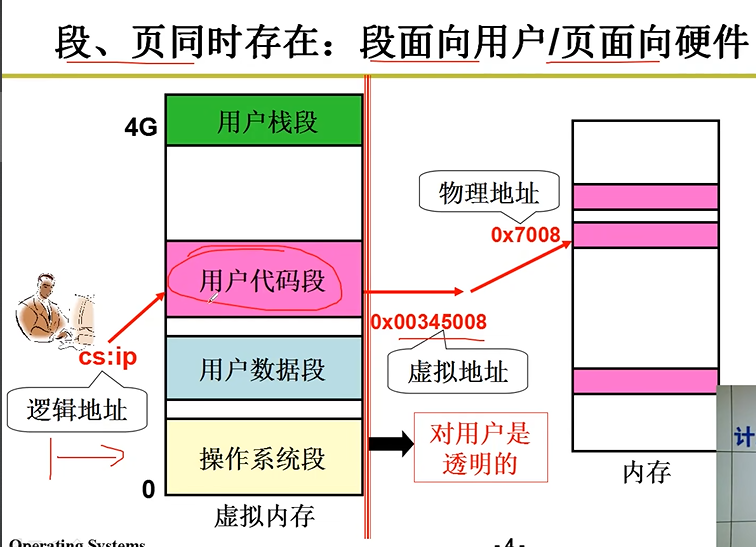 段、页同时存在：段面向用户/页面向硬件
4G
用户栈段
物理地址
0x7008
用户代码段
0x00345008
cs:ip
用户数据段
虚拟地址
逻辑地址
对用户是
透明的
操作系统段
0
内存
虚拟内存
计
Operating Systems
- 4 -